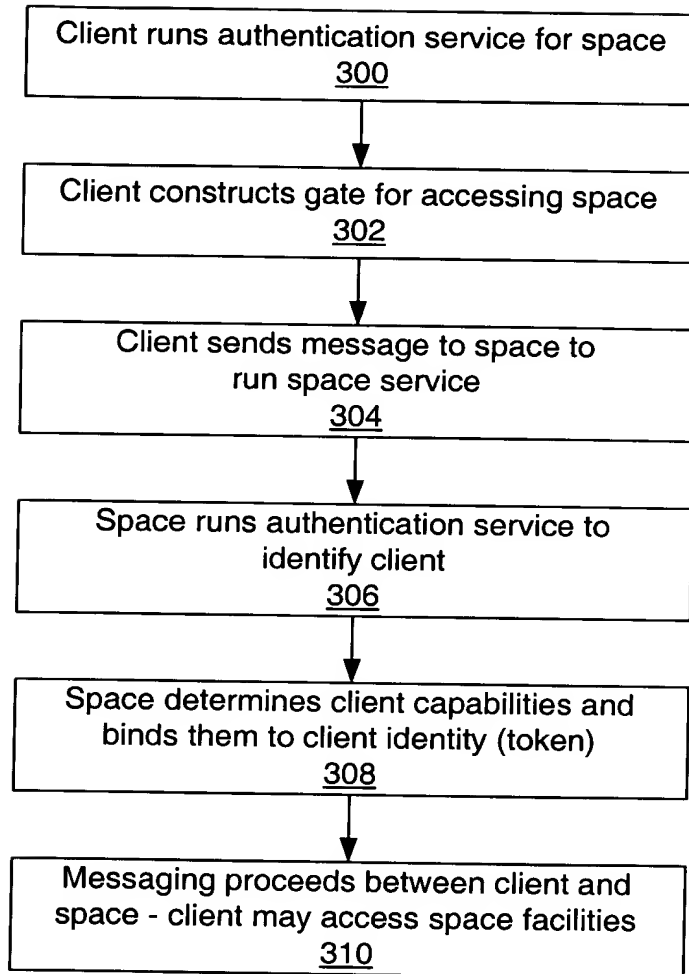 Client runs authentication service for space
300
Client constructs gate for accessing space
302
Client sends message to space to
run space service
304
Space runs authentication service to
identify client
306
Space determines client capabilities and
binds them to client identity (token)
308
Messaging proceeds between client and
space - client may access space facilities
310